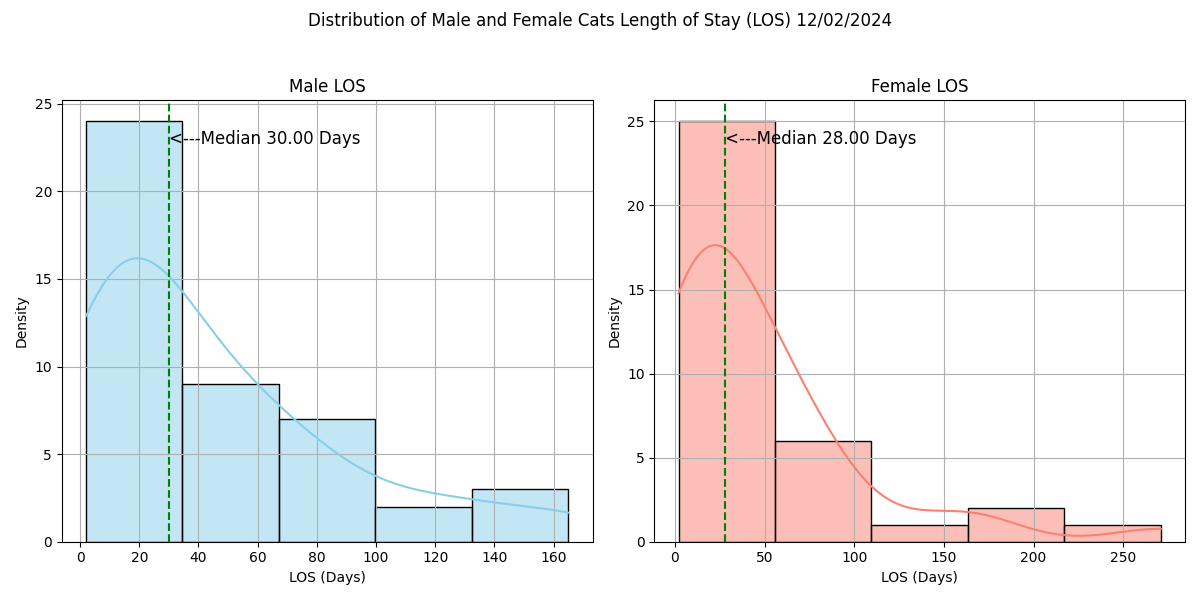 Distribution of Male and Female Cats Length of Stay (LOS) 12/02/2024
Male LOS
25
20
15
10
5
0
Density
<---Median 30.00 Days
0 20 40 60 80 100 120 140 160
LOS (Days)
Female LOS
25
20
15
10
5
0
Density
<---Median 28.00 Days
0 50 100 150 200 250
LOS (Days)